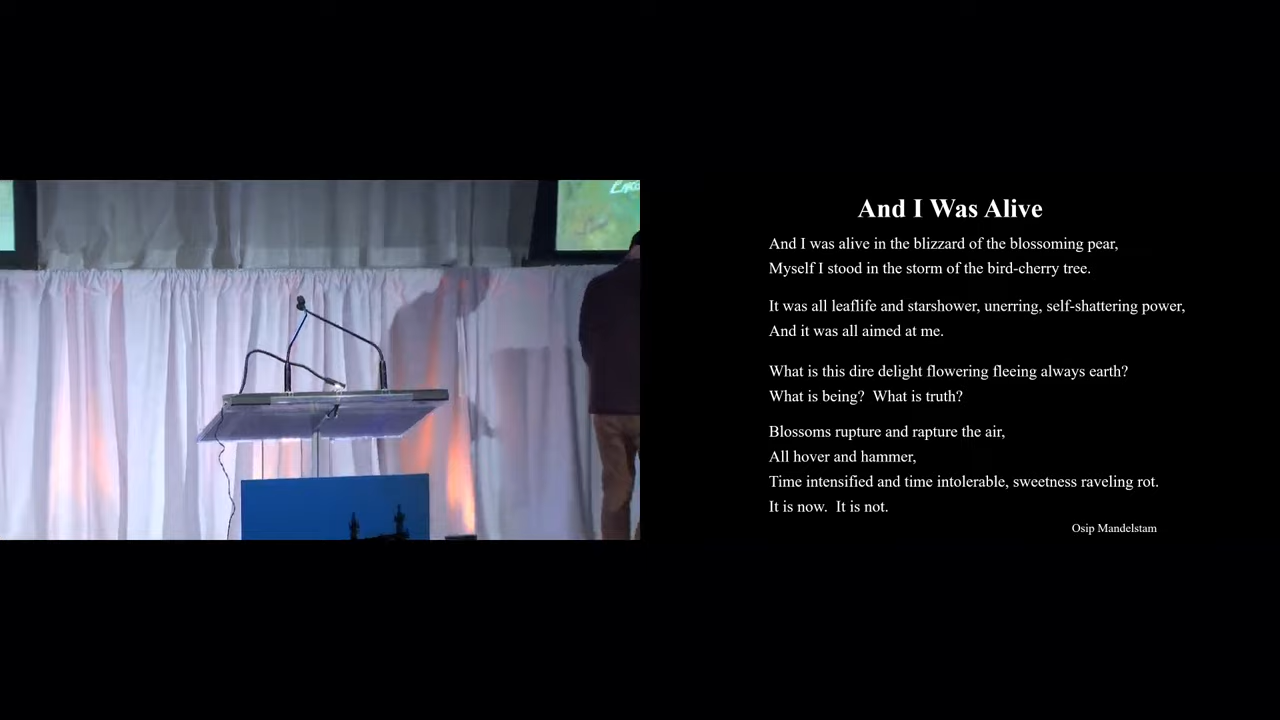 And I Was Alive
And I was alive in the blizzard of the blossoming pear,
Myself I stood in the storm of the bird-cherry tree.
It was all leaflife and starshower, unerring, self-shattering power,
And it was all aimed at me.
What is this dire delight flowering fleeing always earth?
What is being?  What is truth?
Blossoms rupture and rapture the air,
All hover and hammer,
Time intensified and time intolerable, sweetness raveling rot.
It is now.  It is not.
Osip Mandelstam